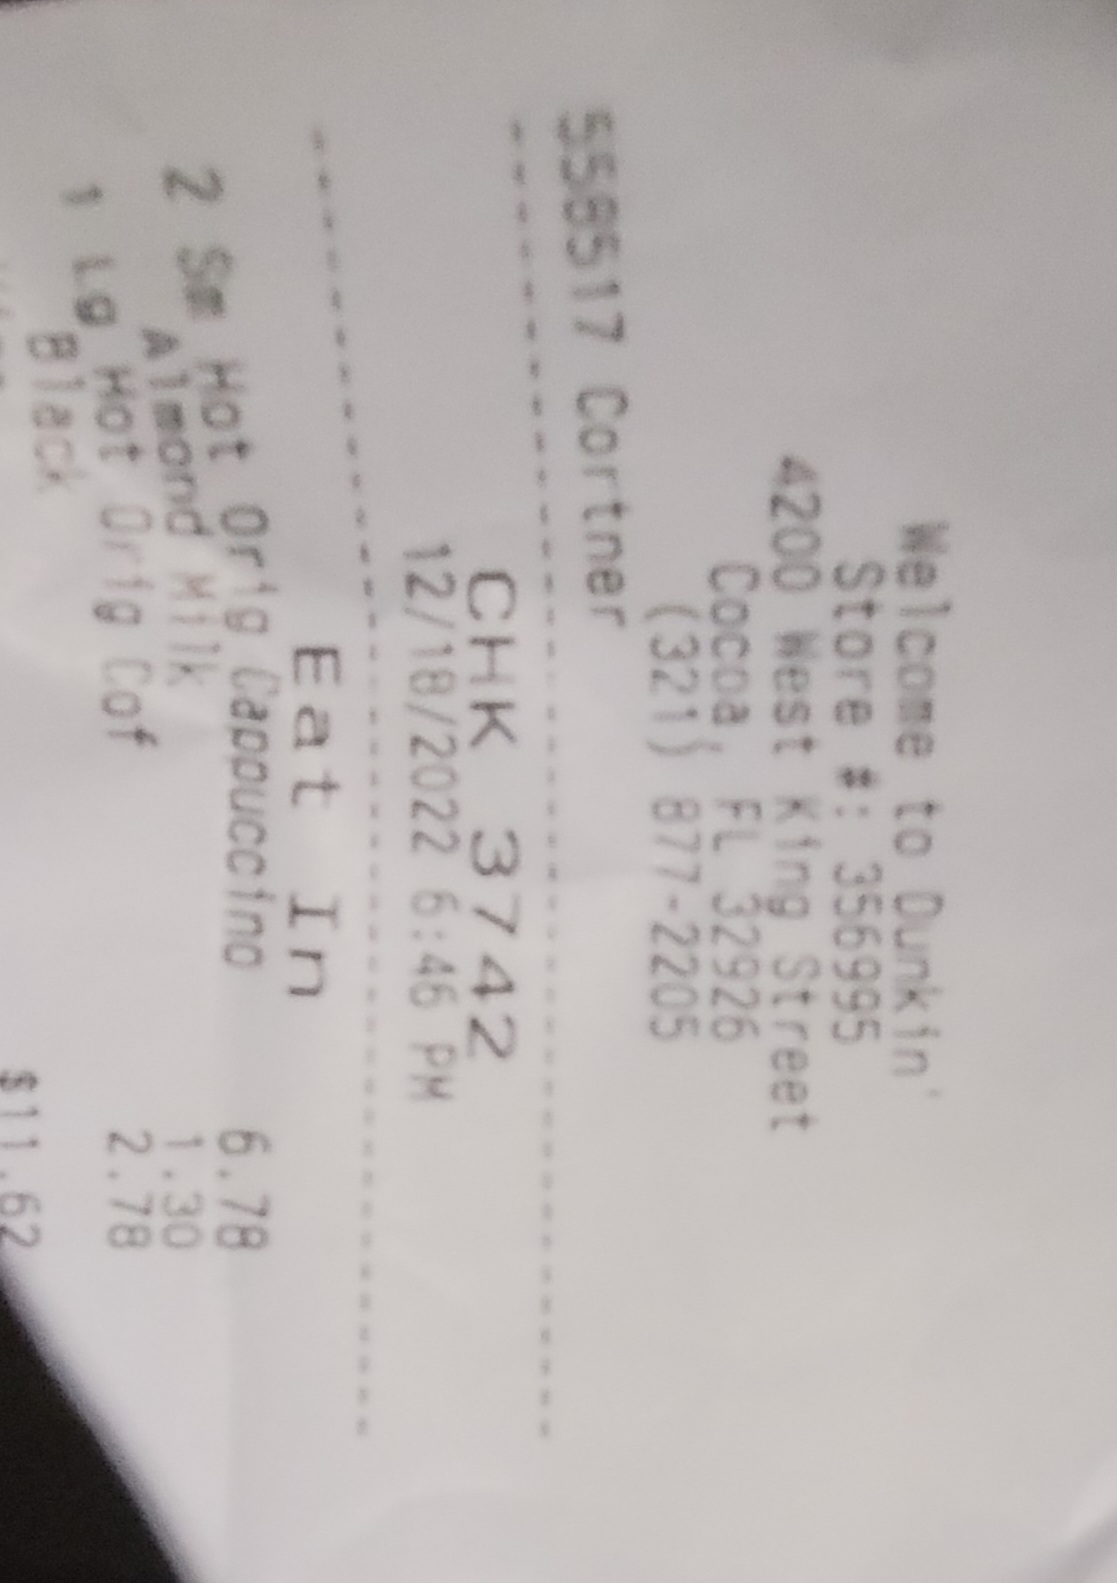 Welcome to Dunkin'
Store #: 356995
4200 West King Street
Cocoa, FL 32926
(321) 877-2205
558517 Cortner
CHK 3742
12/18/2022 6:46 PM
Eat In
2 Sm Hot Orig Cappuccino 6.78
Almond Milk 1.30
1 Lg Hot Orig Cof 2.78
Black
$11.62